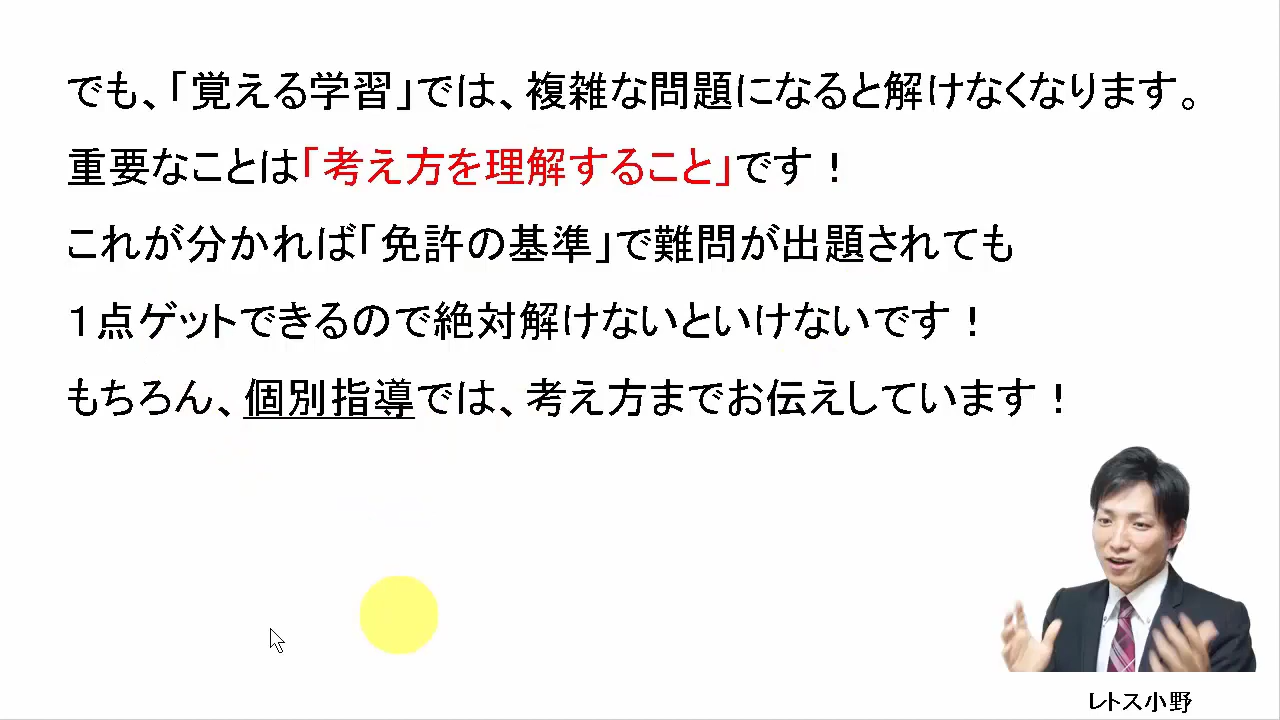 でも、「覚える学習」では、複雑な問題になると解けなくなります。
重要なことは「考え方を理解すること」です！
これが分かれば「免許の基準」で難問が出題されても
１点ゲットできるので絶対解けないといけないです！
もちろん、個別指導では、考え方までお伝えしています！
レトス小野